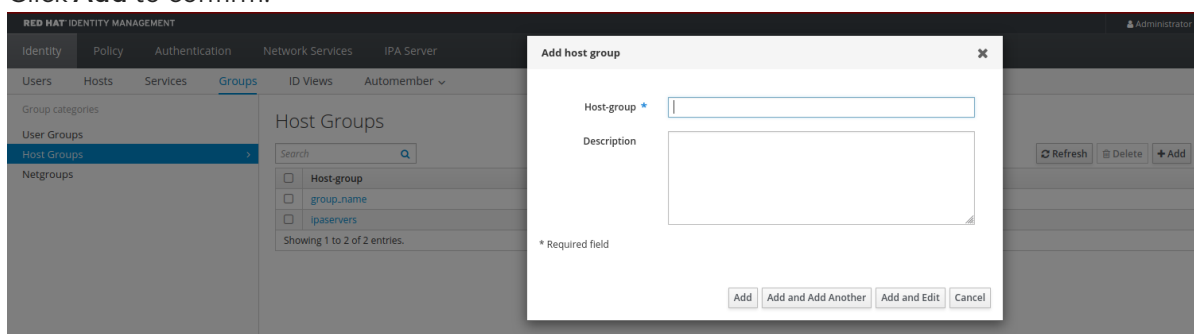 Click Add to confirm.
RED HAT IDENTITY MANAGEMENT
Administrator
Identity Policy Authentication Network Services IPA Server
Users Hosts Services Groups ID Views Automember
Group categories
User Groups
Host Groups
Netgroups
Host Groups
Search
Refresh Delete + Add
Host-group
group_name
ipaservers
Showing 1 to 2 of 2 entries.
Add host group
Host-group *
Description
* Required field
Add Add and Add Another Add and Edit Cancel